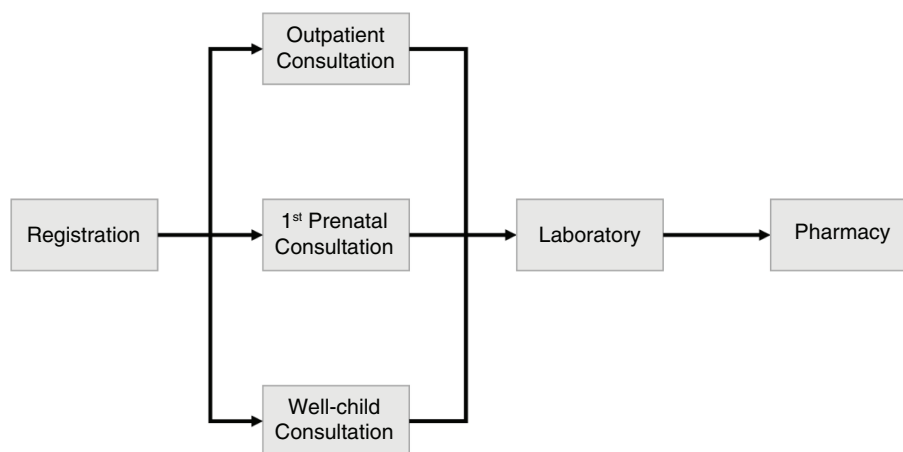 Outpatient
Consultation
Registration
1st Prenatal
Consultation
Laboratory
Pharmacy
Well-child
Consultation